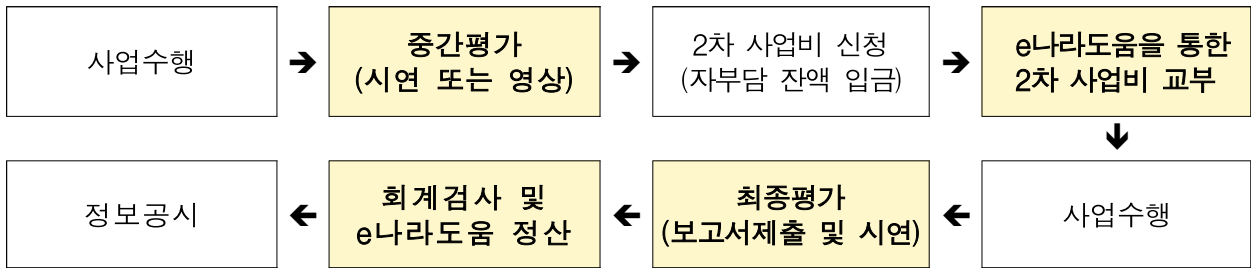 사업수행
➔
중간평가
(시연 또는 영상)
➔
2차 사업비 신청
(자부담 잔액 입금)
➔
e나라도움을 통한
2차 사업비 교부
사업수행
최종평가
(보고서제출 및 시연)
회계검사 및
e나라도움 정산
정보공시